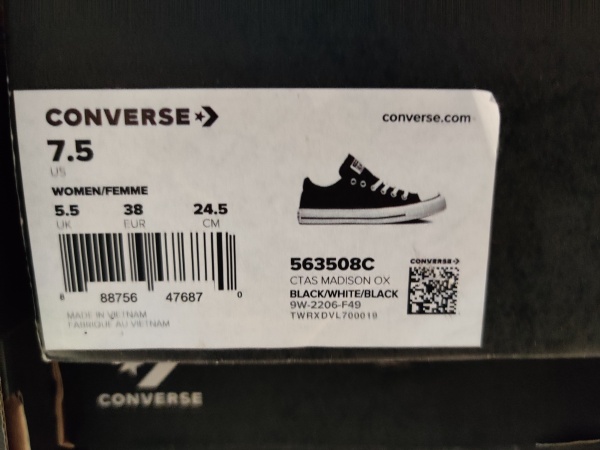 CONVERSE
converse.com
7.5
US
WOMEN/FEMME
5.5 38 24.5
UK EUR CM
8 88756 47687 0
MADE IN VIETNAM
FABRIQUÉ AU VIETNAM
563508C
CTAS MADISON OX
BLACK/WHITE/BLACK
9W-2206-F49
TWRXDVL700019
CONVERSE
CONVERSE